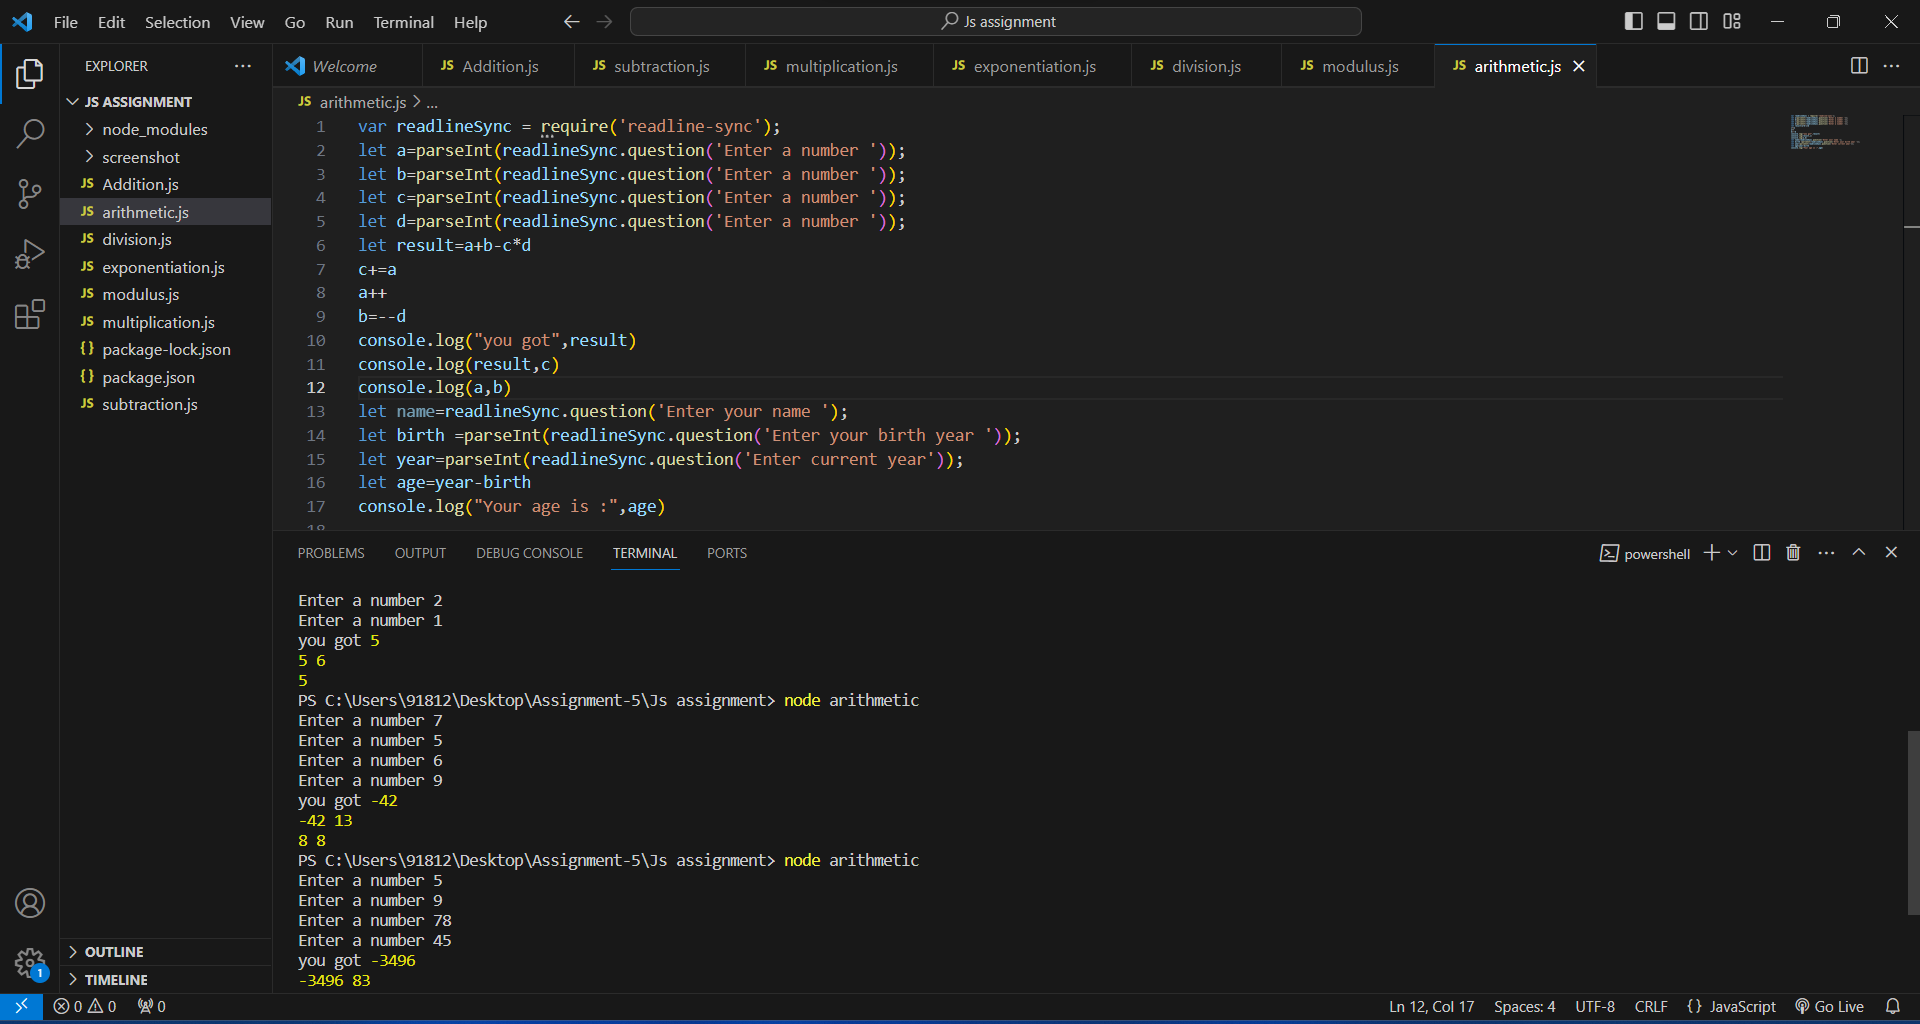 File Edit Selection View Go Run Terminal Help Js assignment
EXPLORER
JS ASSIGNMENT
node_modules
screenshot
JS Addition.js
JS arithmetic.js
JS division.js
JS exponentiation.js
JS modulus.js
JS multiplication.js
{} package-lock.json
{} package.json
JS subtraction.js
OUTLINE
TIMELINE
Welcome JS Addition.js JS subtraction.js JS multiplication.js JS exponentiation.js JS division.js JS modulus.js JS arithmetic.js
JS arithmetic.js > ...
1 var readlineSync = require('readline-sync');
2 let a=parseInt(readlineSync.question('Enter a number '));
3 let b=parseInt(readlineSync.question('Enter a number '));
4 let c=parseInt(readlineSync.question('Enter a number '));
5 let d=parseInt(readlineSync.question('Enter a number '));
6 let result=a+b-c*d
7 c+=a
8 a++
9 b=--d
10 console.log("you got",result)
11 console.log(result,c)
12 console.log(a,b)
13 let name=readlineSync.question('Enter your name ');
14 let birth =parseInt(readlineSync.question('Enter your birth year '));
15 let year=parseInt(readlineSync.question('Enter current year'));
16 let age=year-birth
17 console.log("Your age is :",age)
18
PROBLEMS OUTPUT DEBUG CONSOLE TERMINAL PORTS powershell
Enter a number 2
Enter a number 1
you got 5
5 6
5
PS C:\Users\91812\Desktop\Assignment-5\Js assignment> node arithmetic
Enter a number 7
Enter a number 5
Enter a number 6
Enter a number 9
you got -42
-42 13
8 8
PS C:\Users\91812\Desktop\Assignment-5\Js assignment> node arithmetic
Enter a number 5
Enter a number 9
Enter a number 78
Enter a number 45
you got -3496
-3496 83
1
0 0 0 Ln 12, Col 17 Spaces: 4 UTF-8 CRLF {} JavaScript Go Live